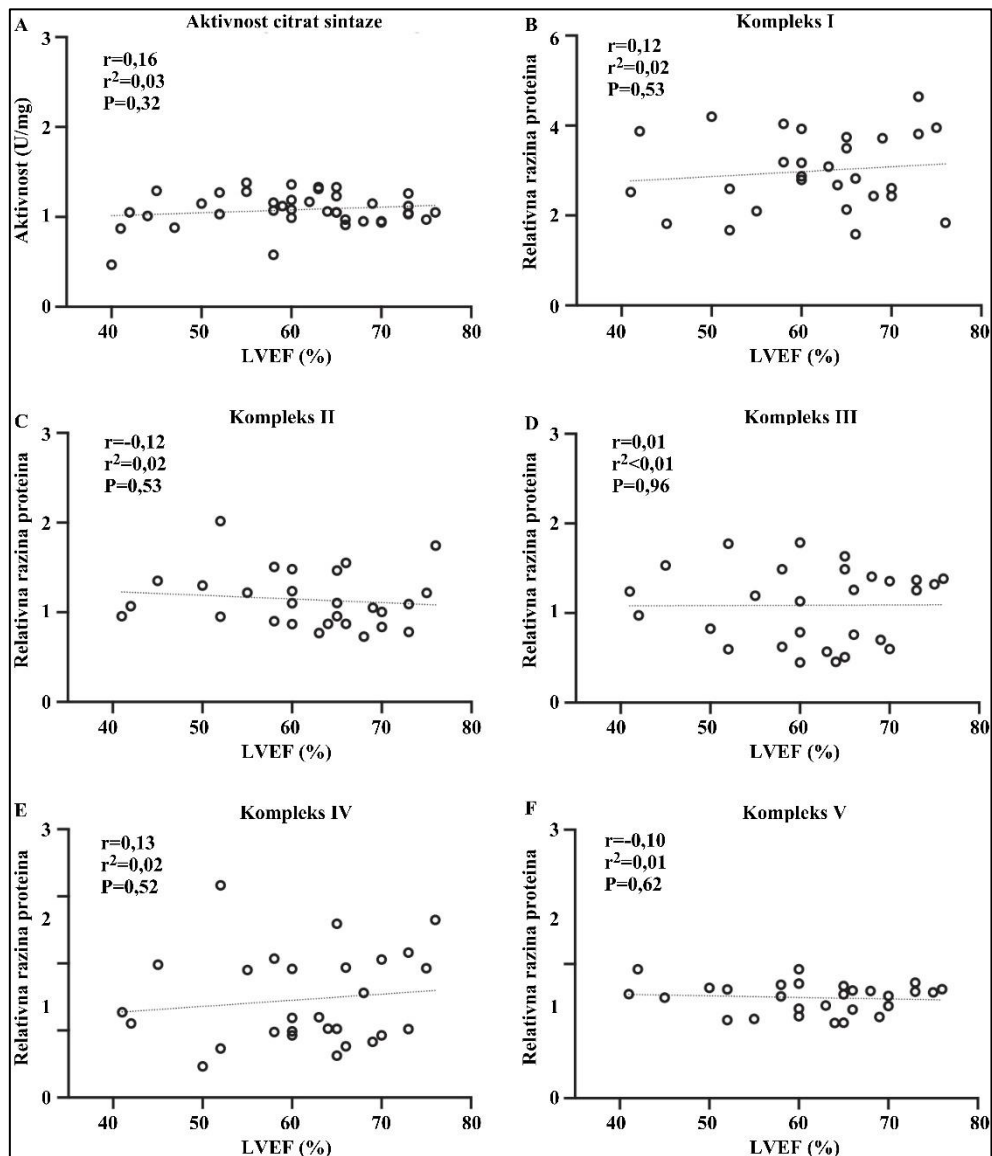 A
Aktivnost citrat sintaze
r=0,16
r²=0,03
P=0,32
Aktivnost (U/mg)
3
2
1
0
40 50 60 70 80
LVEF (%)
B
Kompleks I
r=0,12
r²=0,02
P=0,53
Relativna razina proteina
6
4
2
0
40 50 60 70 80
LVEF (%)
C
Kompleks II
r=-0,12
r²=0,02
P=0,53
Relativna razina proteina
3
2
1
0
40 50 60 70 80
LVEF (%)
D
Kompleks III
r=0,01
r²<0,01
P=0,96
Relativna razina proteina
3
2
1
0
40 50 60 70 80
LVEF (%)
E
Kompleks IV
r=0,13
r²=0,02
P=0,52
Relativna razina proteina
3
2
1
0
40 50 60 70 80
LVEF (%)
F
Kompleks V
r=-0,10
r²=0,01
P=0,62
Relativna razina proteina
3
2
1
0
40 50 60 70 80
LVEF (%)